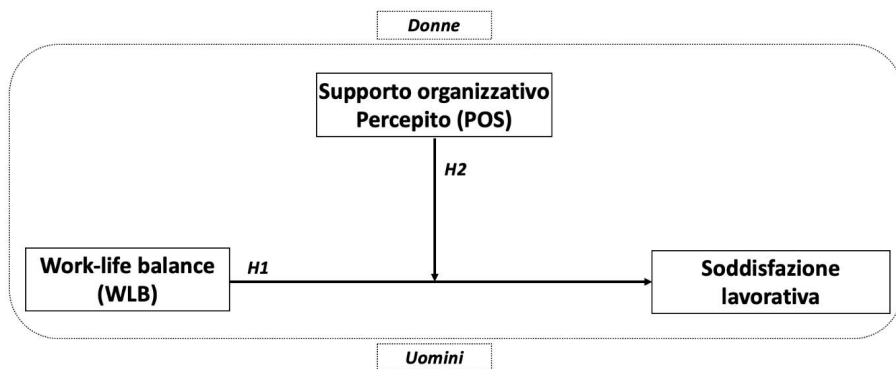 Donne
Supporto organizzativo
Percepito (POS)
H2
Work-life balance
(WLB)
H1
Soddisfazione
lavorativa
Uomini